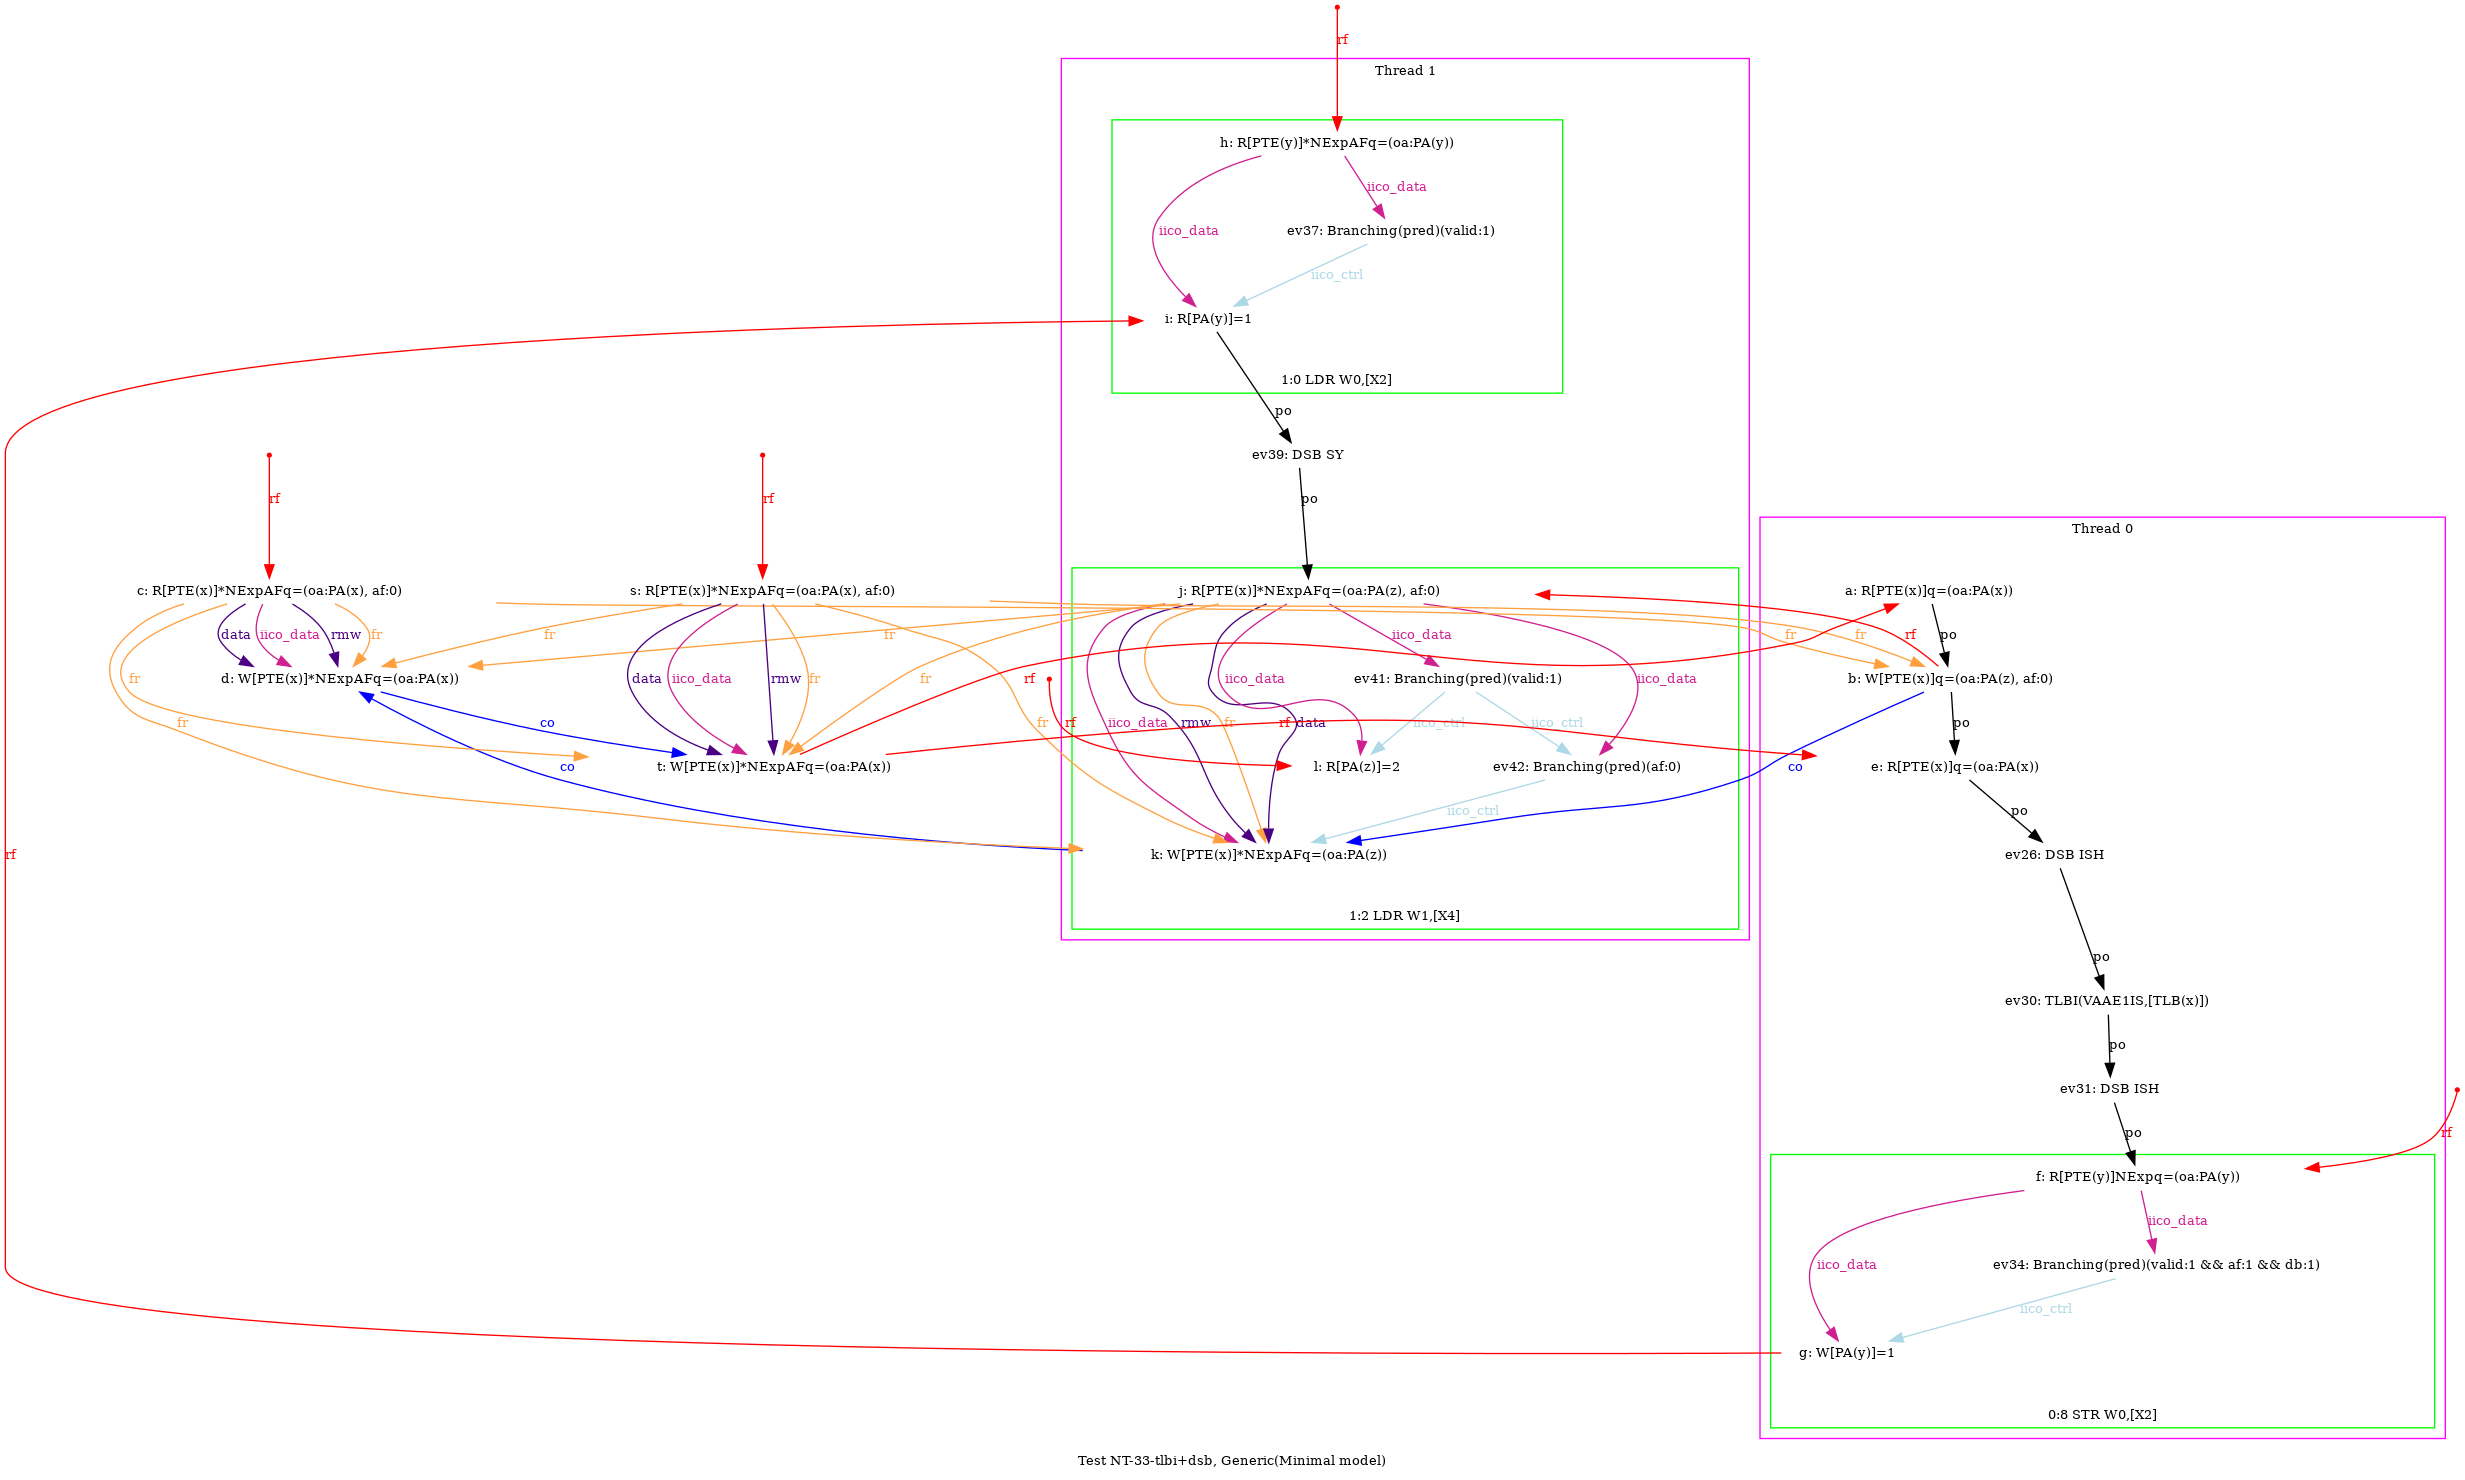 rf
Thread 1
h: R[PTE(y)]*NExpAFq=(oa:PA(y))
iico_data
iico_data
ev37: Branching(pred)(valid:1)
iico_ctrl
i: R[PA(y)]=1
1:0 LDR W0,[X2]
po
ev39: DSB SY
rf
rf
po
Thread 0
c: R[PTE(x)]*NExpAFq=(oa:PA(x), af:0)
s: R[PTE(x)]*NExpAFq=(oa:PA(x), af:0)
j: R[PTE(x)]*NExpAFq=(oa:PA(z), af:0)
a: R[PTE(x)]q=(oa:PA(x))
data
iico_data
rmw
fr
fr
fr
iico_data
fr
fr
rf
po
fr
d: W[PTE(x)]*NExpAFq=(oa:PA(x))
data
iico_data
rmw
fr
fr
rf
iico_data
ev41: Branching(pred)(valid:1)
iico_data
b: W[PTE(x)]q=(oa:PA(z), af:0)
fr
co
fr
rf
iico_data
rmw
fr
rf
data
iico_ctrl
iico_ctrl
po
co
t: W[PTE(x)]*NExpAFq=(oa:PA(x))
l: R[PA(z)]=2
ev42: Branching(pred)(af:0)
co
e: R[PTE(x)]q=(oa:PA(x))
iico_ctrl
po
rf
k: W[PTE(x)]*NExpAFq=(oa:PA(z))
ev26: DSB ISH
1:2 LDR W1,[X4]
po
ev30: TLBI(VAAE1IS,[TLB(x)])
po
ev31: DSB ISH
po
rf
f: R[PTE(y)]NExpq=(oa:PA(y))
iico_data
iico_data
ev34: Branching(pred)(valid:1 && af:1 && db:1)
iico_ctrl
g: W[PA(y)]=1
0:8 STR W0,[X2]
Test NT-33-tlbi+dsb, Generic(Minimal model)